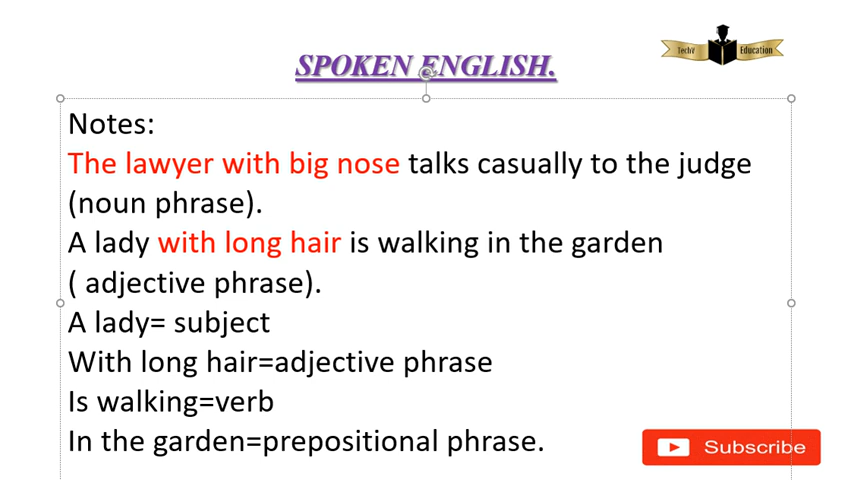 SPOKEN ENGLISH.
TechV Education
Notes:
The lawyer with big nose talks casually to the judge
(noun phrase).
A lady with long hair is walking in the garden
( adjective phrase).
A lady= subject
With long hair=adjective phrase
Is walking=verb
In the garden=prepositional phrase.
Subscribe